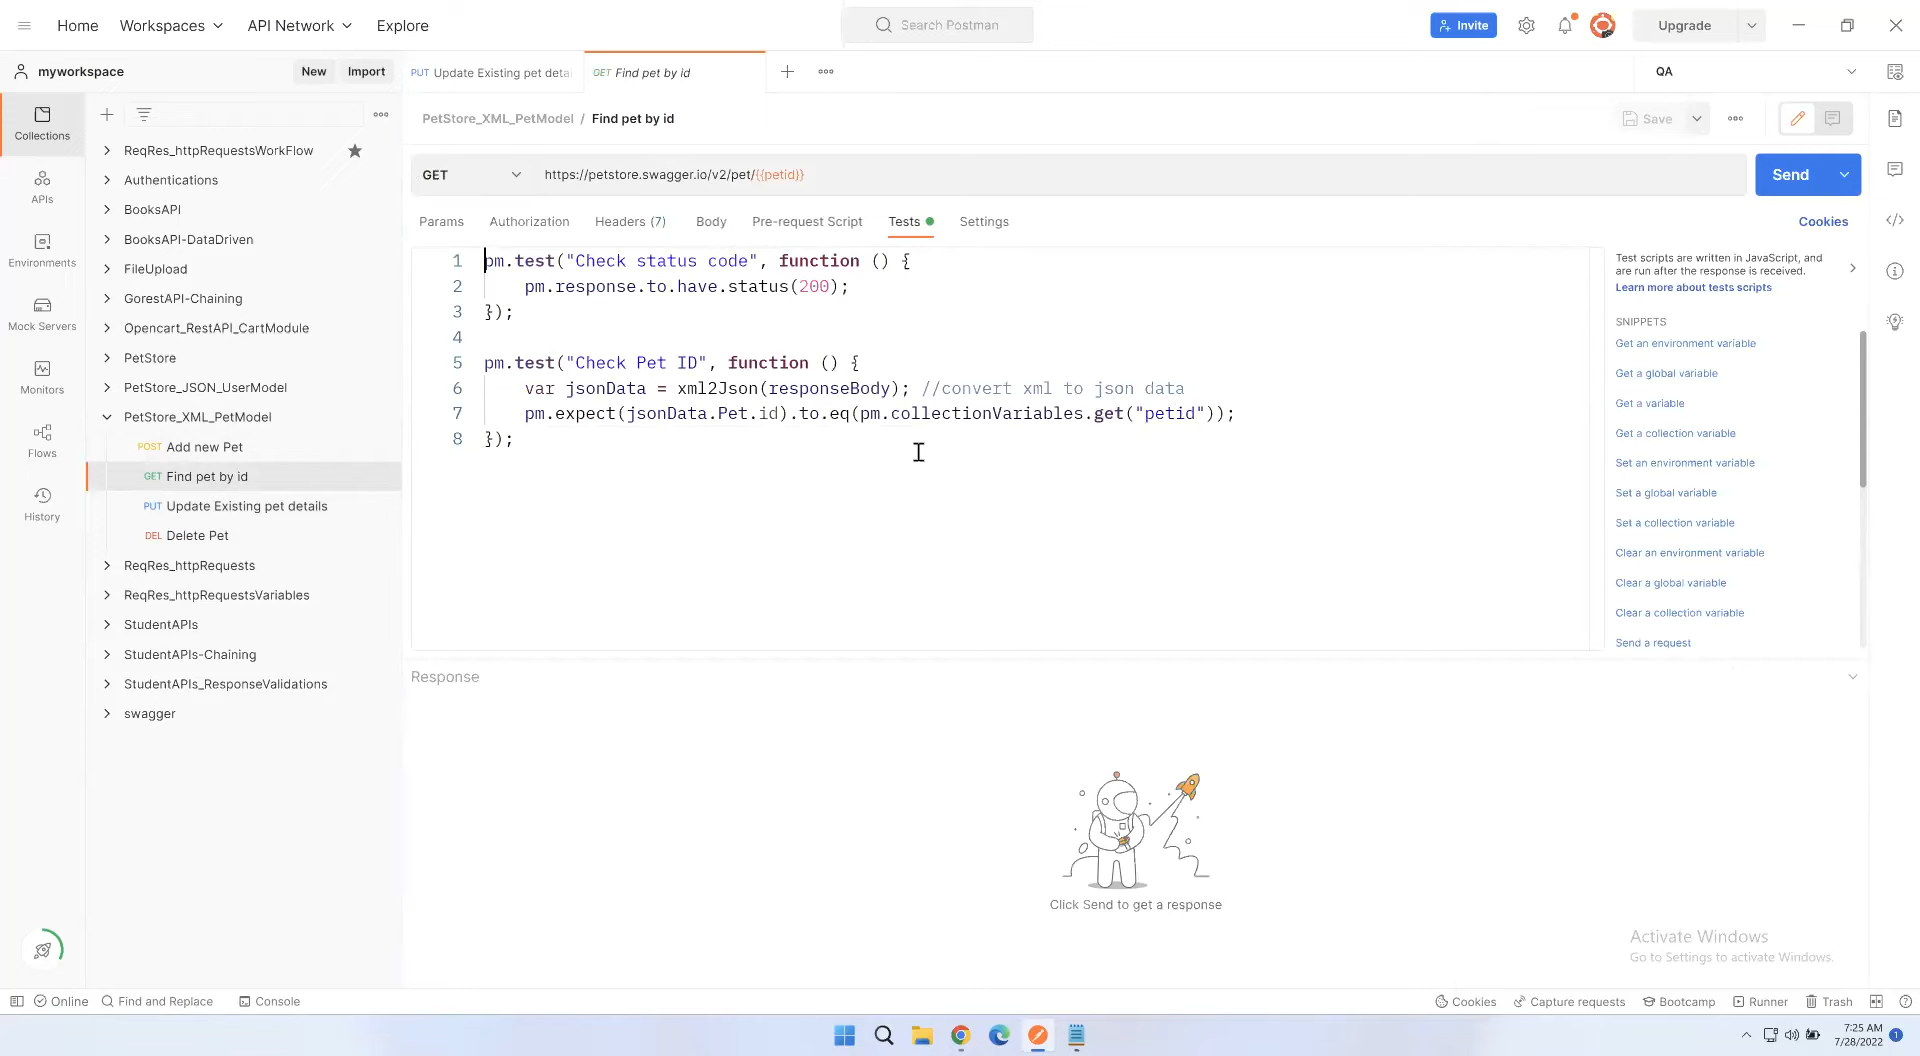 Home Workspaces API Network Explore Search Postman Invite Upgrade
myworkspace New Import PUT Update Existing pet deta GET Find pet by id QA
Collections
APIs
Environments
Mock Servers
Monitors
Flows
History
ReqRes_httpRequestsWorkFlow
Authentications
BooksAPI
BooksAPI-DataDriven
FileUpload
GorestAPI-Chaining
Opencart_RestAPI_CartModule
PetStore
PetStore_JSON_UserModel
PetStore_XML_PetModel
POST Add new Pet
GET Find pet by id
PUT Update Existing pet details
DEL Delete Pet
ReqRes_httpRequests
ReqRes_httpRequestsVariables
StudentAPIs
StudentAPIs-Chaining
StudentAPIs_ResponseValidations
swagger
PetStore_XML_PetModel / Find pet by id Save
GET https://petstore.swagger.io/v2/pet/{{petid}} Send
Params Authorization Headers (7) Body Pre-request Script Tests Settings Cookies
1 pm.test("Check status code", function () {
2 pm.response.to.have.status(200);
3 });
4
5 pm.test("Check Pet ID", function () {
6 var jsonData = xml2Json(responseBody); //convert xml to json data
7 pm.expect(jsonData.Pet.id).to.eq(pm.collectionVariables.get("petid"));
8 });
Test scripts are written in JavaScript, and
are run after the response is received.
Learn more about tests scripts
SNIPPETS
Get an environment variable
Get a global variable
Get a variable
Get a collection variable
Set an environment variable
Set a global variable
Set a collection variable
Clear an environment variable
Clear a global variable
Clear a collection variable
Send a request
Response
Click Send to get a response
Activate Windows
Go to Settings to activate Windows.
Online Find and Replace Console Cookies Capture requests Bootcamp Runner Trash
7:25 AM
7/28/2022 1